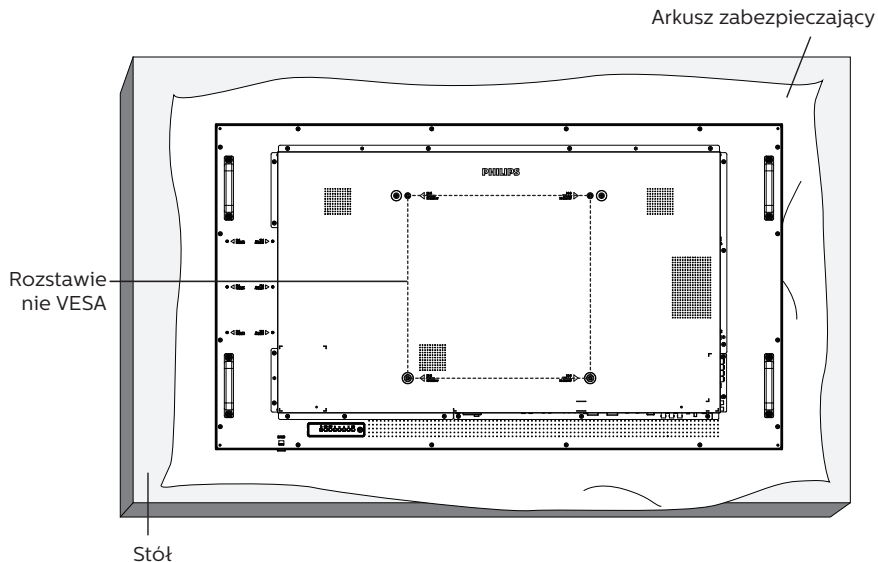 Arkusz zabezpieczający
PHILIPS
Rozstawie
nie VESA
Stół